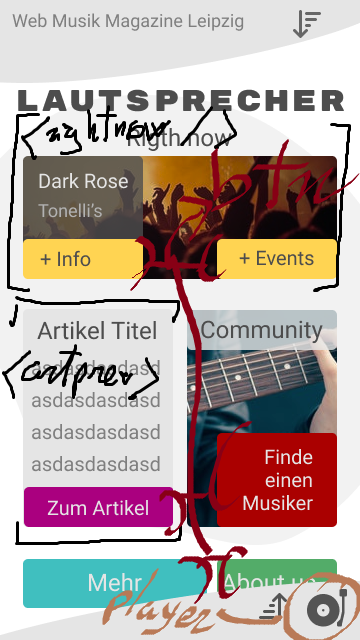 Web Musik Magazine Leipzig
LAUTSPRECHER
<rightnow />
Rigth now
btn
Dark Rose
Tonelli's
+ Info
+ Events
Artikel Titel
Community
asdasdasdasd
<artprev>
asdasdasdasd
asdasdasdasd
asdasdasdasd
Finde
einen
Musiker
Zum Artikel
Mehr
About us
player